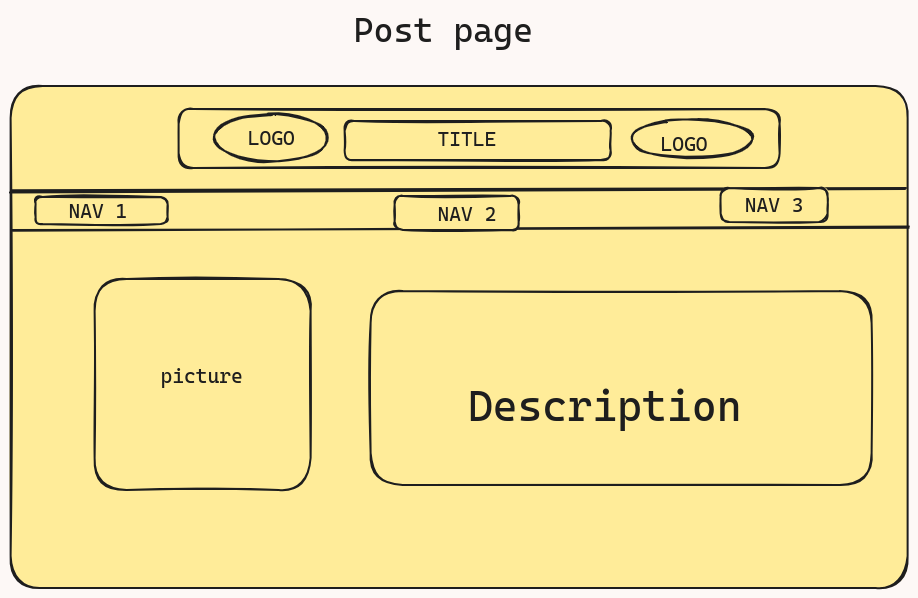 Post page
LOGO TITLE LOGO
NAV 1 NAV 2 NAV 3
picture
Description